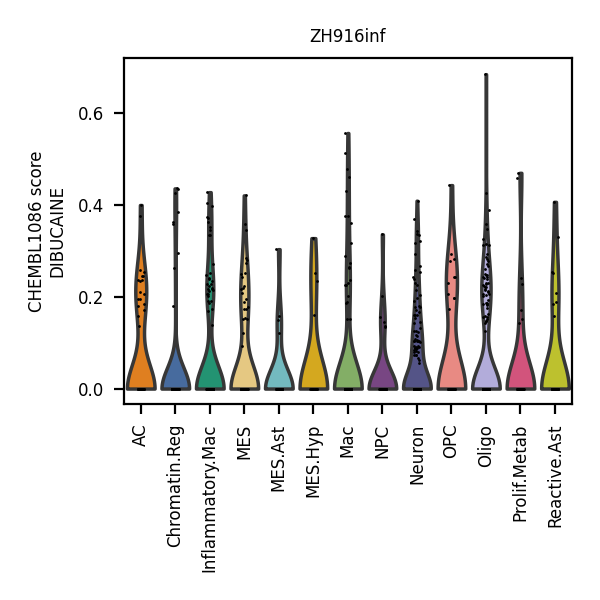 ZH916inf
CHEMBL1086 score
DIBUCAINE
0.6
0.4
0.2
0.0
AC
Chromatin.Reg
Inflammatory.Mac
MES
MES.Ast
MES.Hyp
Mac
NPC
Neuron
OPC
Oligo
Prolif.Metab
Reactive.Ast